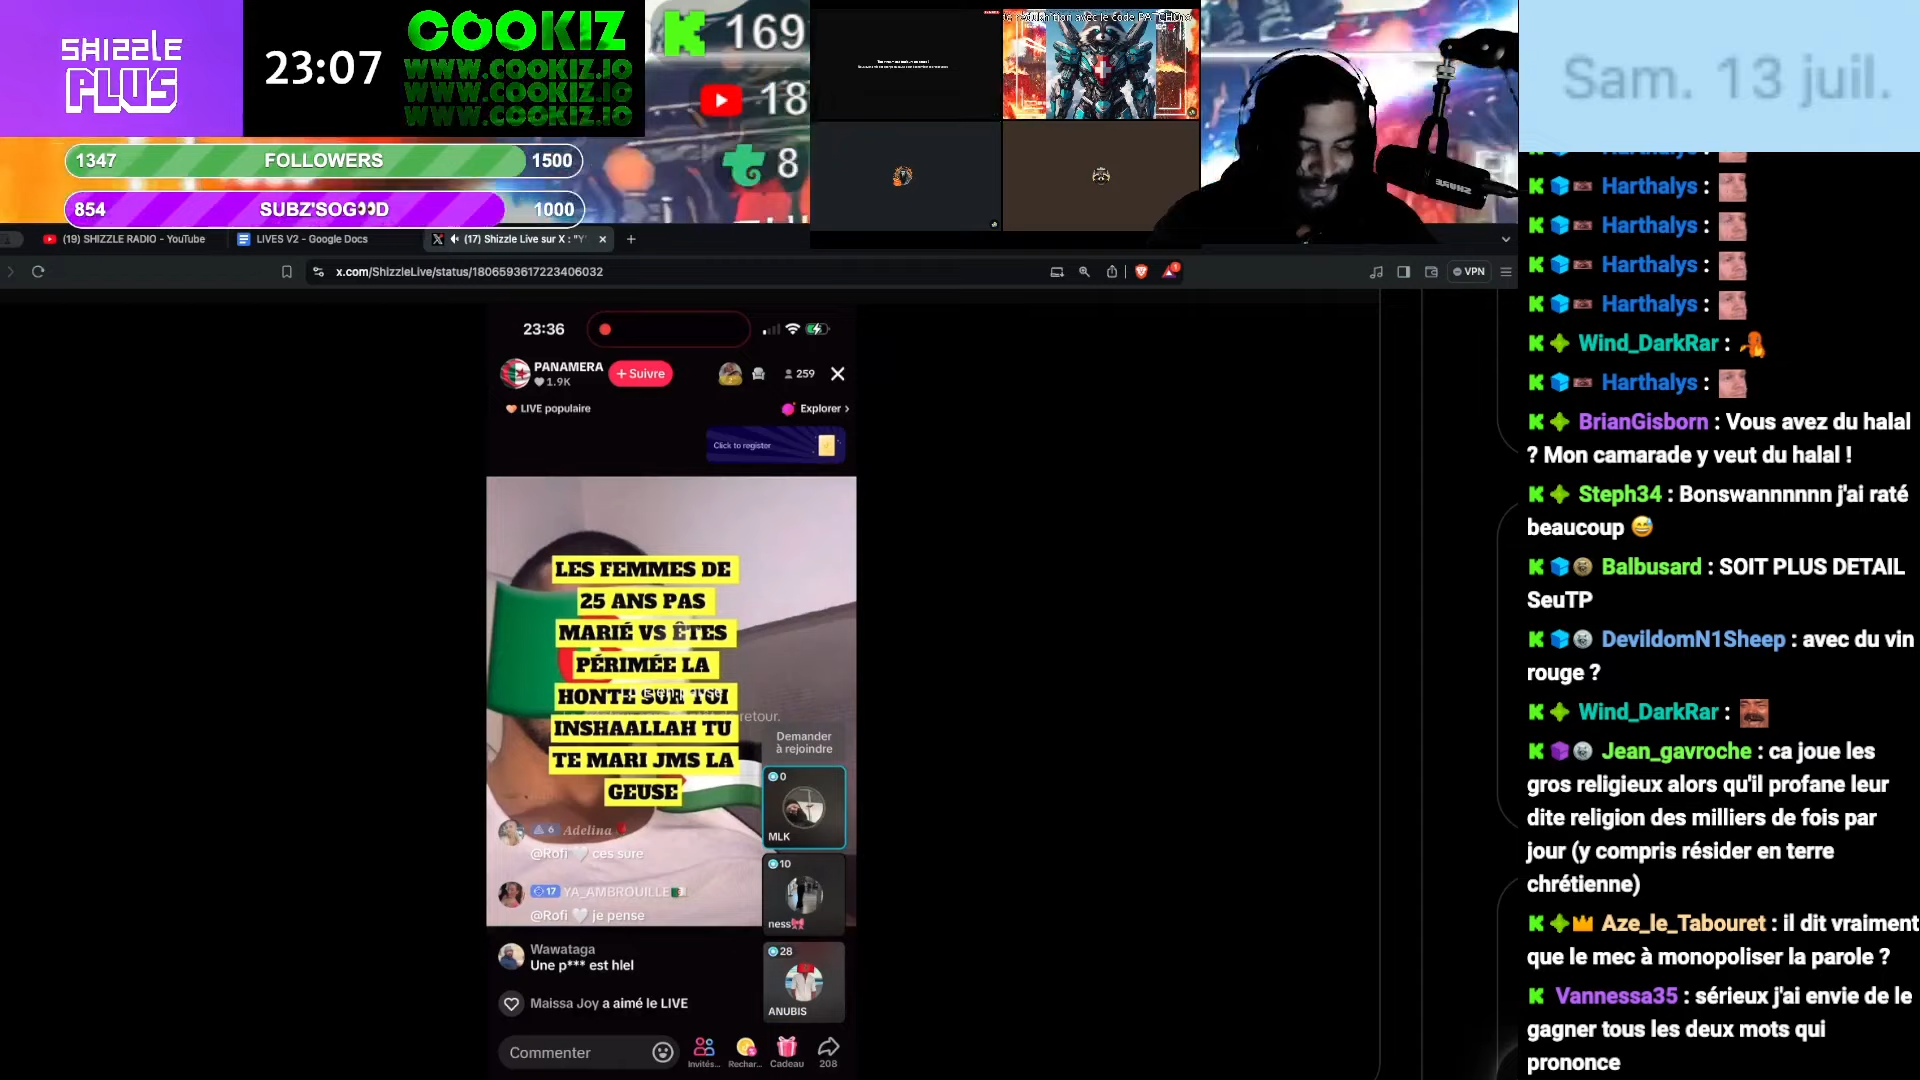 SHIZZLE
PLUS
23:07
COOKIZ
WWW.COOKIZ.IO
WWW.COOKIZ.IO
WWW.COOKIZ.IO
169
18
8
1347 FOLLOWERS 1500
854 SUBZ'SOG👀D 1000
Sam. 13 juil.
(19) SHIZZLE RADIO - YouTube
LIVES V2 - Google Docs
(17) Shizzle Live sur X : "Y
x.com/ShizzleLive/status/1806593617223406032
VPN
23:36
PANAMERA
1.9K
+ Suivre
259
LIVE populaire
Explorer >
Click to register
LES FEMMES DE
25 ANS PAS
MARIÉ VS ÊTES
PÉRIMÉE LA
HONTE SUR TOI
INSHAALLAH TU
TE MARI JMS LA
GEUSE
retour.
Demander
à rejoindre
0
MLK
10
ness🎀
28
ANUBIS
6 Adelina
@Rofi 🤍 ces sure
17 YA_AMBROUILLE🇩🇿
@Rofi 🤍 je pense
Wawataga
Une p*** est hlel
Maissa Joy a aimé le LIVE
Commenter
Invités...
Rechar...
Cadeau
208
Harthalys :
Harthalys :
Harthalys :
Harthalys :
Harthalys :
Wind_DarkRar :
Harthalys :
BrianGisborn : Vous avez du halal
? Mon camarade y veut du halal !
Steph34 : Bonswannnnnn j'ai raté
beaucoup 😅
Balbusard : SOIT PLUS DETAIL
SeuTP
DevildomN1Sheep : avec du vin
rouge ?
Wind_DarkRar :
Jean_gavroche : ca joue les
gros religieux alors qu'il profane leur
dite religion des milliers de fois par
jour (y compris résider en terre
chrétienne)
Aze_le_Tabouret : il dit vraiment
que le mec à monopoliser la parole ?
Vannessa35 : sérieux j'ai envie de le
gagner tous les deux mots qui
prononce